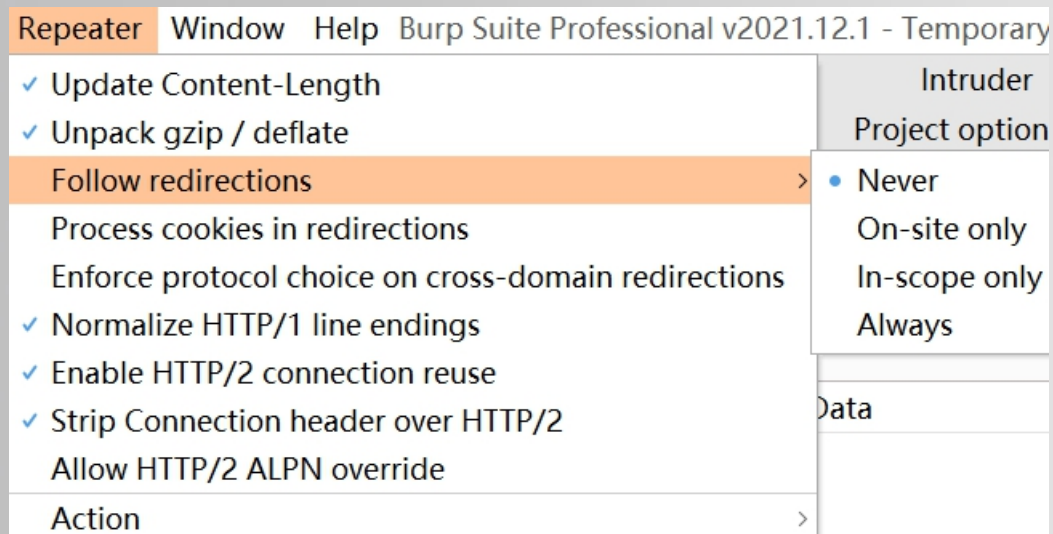 Repeater Window Help Burp Suite Professional v2021.12.1 - Temporary
Update Content-Length
Intruder
Unpack gzip / deflate
Project option
Follow redirections
Never
Process cookies in redirections
On-site only
Enforce protocol choice on cross-domain redirections
In-scope only
Normalize HTTP/1 line endings
Always
Enable HTTP/2 connection reuse
Strip Connection header over HTTP/2
Data
Allow HTTP/2 ALPN override
Action